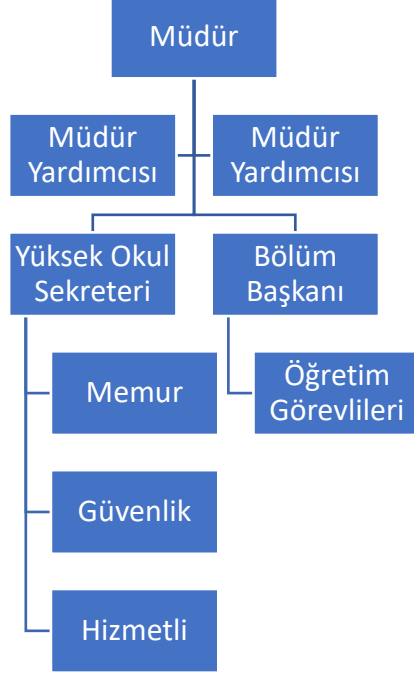 Müdür
Müdür
Yardımcısı
Müdür
Yardımcısı
Yüksek Okul
Sekreteri
Bölüm
Başkanı
Memur
Öğretim
Görevlileri
Güvenlik
Hizmetli